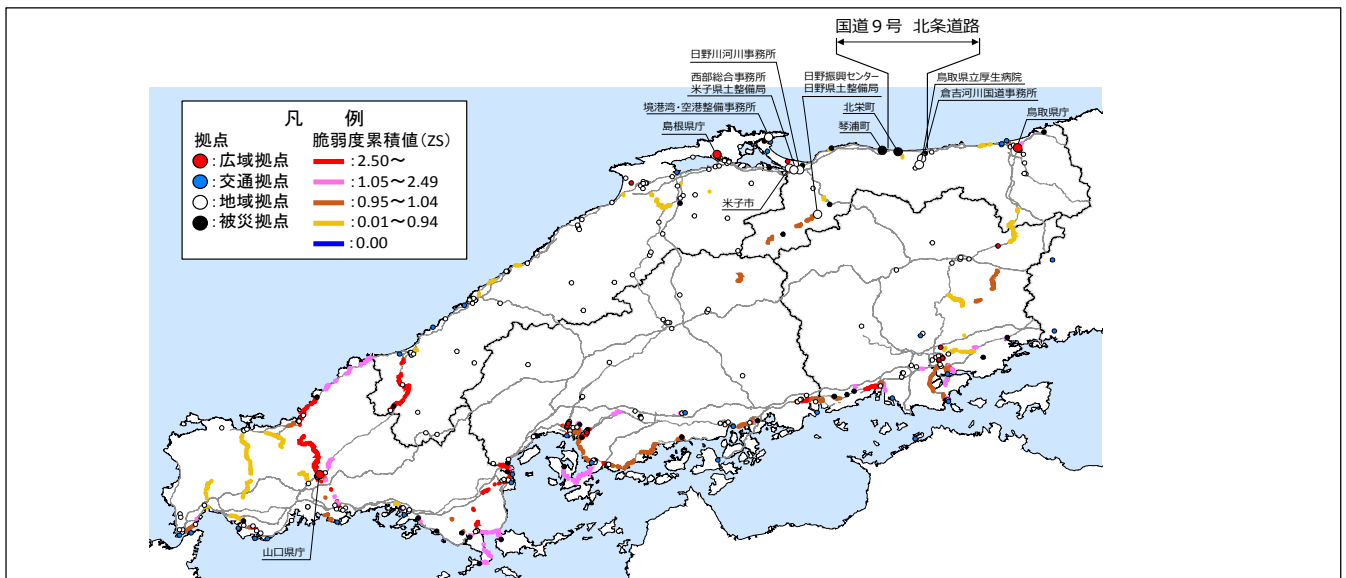 国道９号 北条道路
日野川河川事務所
西部総合事務所
米子県土整備局
境港湾・空港整備事務所
島根県庁
日野振興センター
日野県土整備局
北栄町
琴浦町
鳥取県立厚生病院
倉吉河川国道事務所
鳥取県庁
米子市
凡 例
拠点 脆弱度累積値(ZS)
：広域拠点 ：2.50～
：交通拠点 ：1.05～2.49
：地域拠点 ：0.95～1.04
：被災拠点 ：0.01～0.94
：0.00
山口県庁